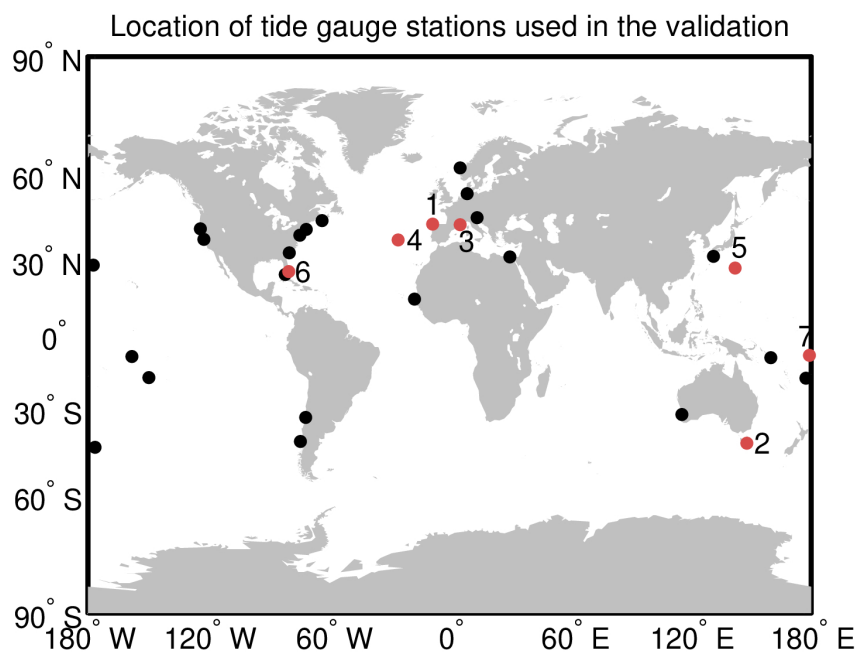 Location of tide gauge stations used in the validation
90° N
60° N
1
4
3
5
30° N
6
7
0°
30° S
2
60° S
90° S
180° W 120° W 60° W 0° 60° E 120° E 180° E